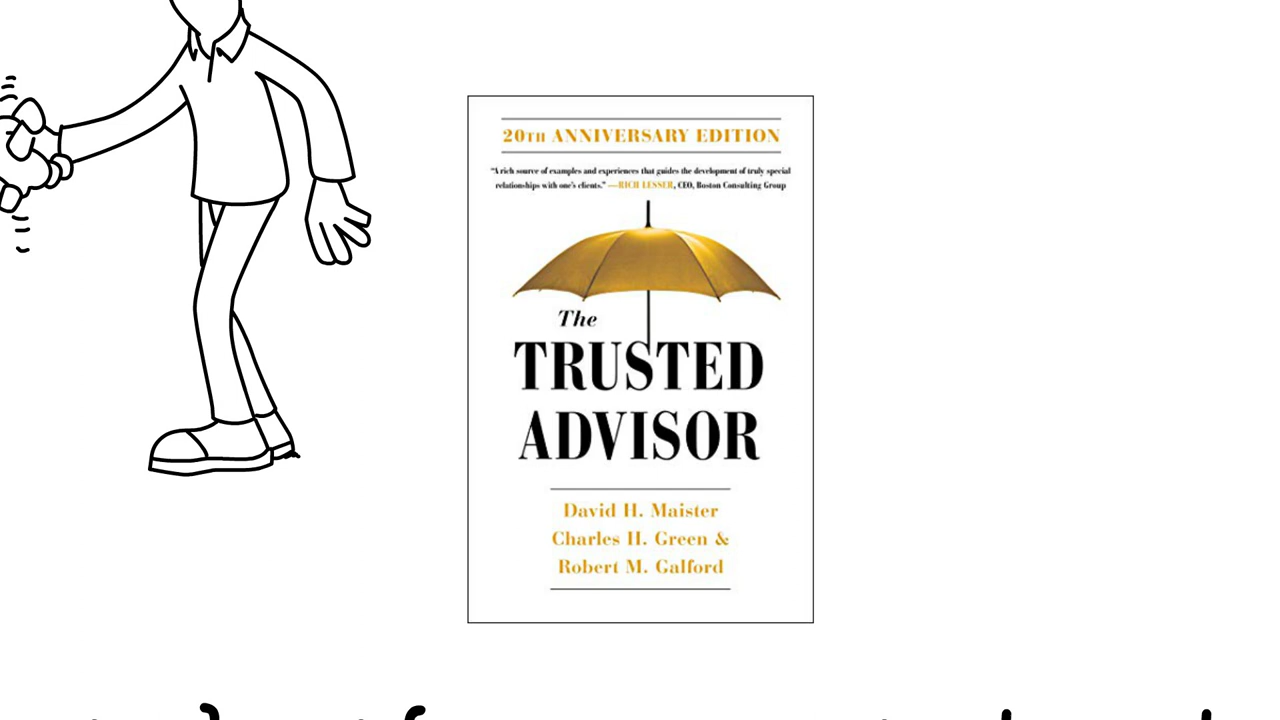 20TH ANNIVERSARY EDITION
“A rich source of examples and experiences that guides the development of truly special
relationships with one’s clients.” —RICH LESSER, CEO, Boston Consulting Group
The
TRUSTED
ADVISOR
David H. Maister
Charles H. Green &
Robert M. Galford